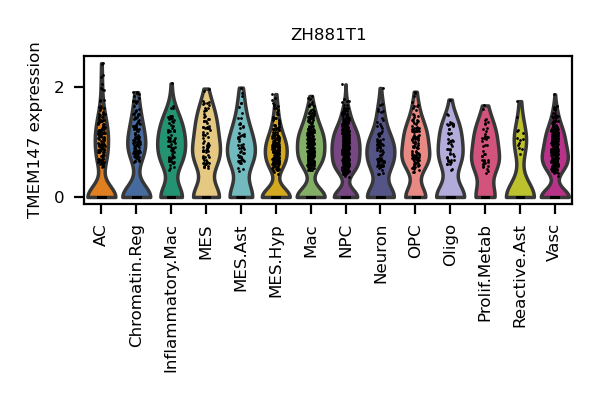 ZH881T1
TMEM147 expression
2
0
AC
Chromatin.Reg
Inflammatory.Mac
MES
MES.Ast
MES.Hyp
Mac
NPC
Neuron
OPC
Oligo
Prolif.Metab
Reactive.Ast
Vasc